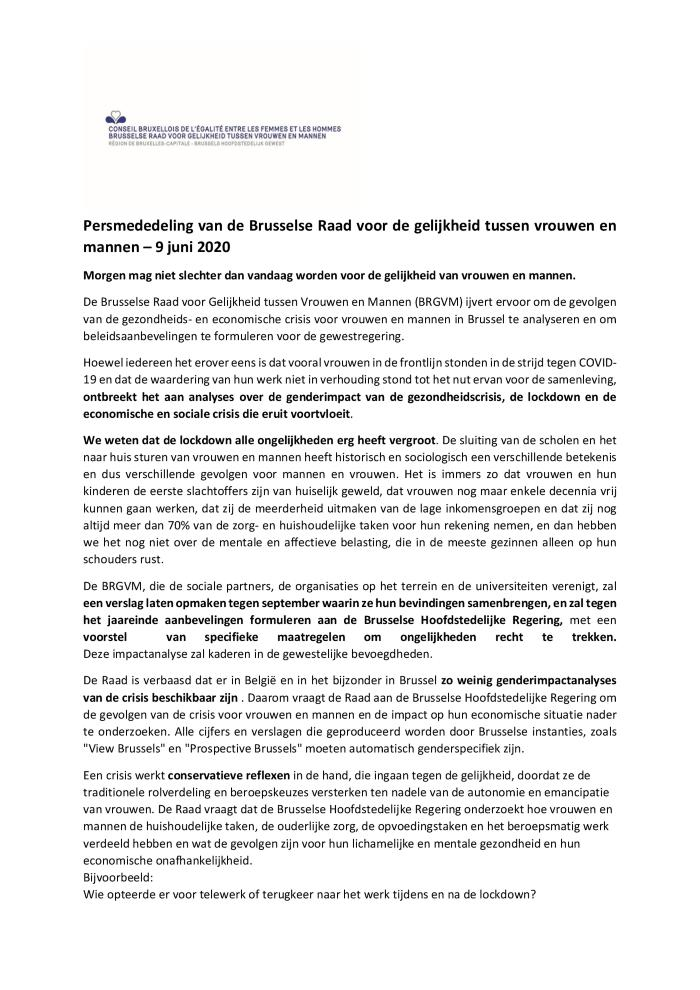 CONSEIL BRUXELLOIS DE L'ÉGALITÉ ENTRE LES FEMMES ET LES HOMMES
BRUSSELSE RAAD VOOR GELIJKHEID TUSSEN VROUWEN EN MANNEN
RÉGION DE BRUXELLES-CAPITALE - BRUSSELS HOOFDSTEDELIJK GEWEST
Persmededeling van de Brusselse Raad voor de gelijkheid tussen vrouwen en
mannen – 9 juni 2020
Morgen mag niet slechter dan vandaag worden voor de gelijkheid van vrouwen en mannen.
De Brusselse Raad voor Gelijkheid tussen Vrouwen en Mannen (BRGVM) ijvert ervoor om de gevolgen
van de gezondheids- en economische crisis voor vrouwen en mannen in Brussel te analyseren en om
beleidsaanbevelingen te formuleren voor de gewestregering.
Hoewel iedereen het erover eens is dat vooral vrouwen in de frontlijn stonden in de strijd tegen COVID-
19 en dat de waardering van hun werk niet in verhouding stond tot het nut ervan voor de samenleving,
ontbreekt het aan analyses over de genderimpact van de gezondheidscrisis, de lockdown en de
economische en sociale crisis die eruit voortvloeit.
We weten dat de lockdown alle ongelijkheden erg heeft vergroot. De sluiting van de scholen en het
naar huis sturen van vrouwen en mannen heeft historisch en sociologisch een verschillende betekenis
en dus verschillende gevolgen voor mannen en vrouwen. Het is immers zo dat vrouwen en hun
kinderen de eerste slachtoffers zijn van huiselijk geweld, dat vrouwen nog maar enkele decennia vrij
kunnen gaan werken, dat zij de meerderheid uitmaken van de lage inkomensgroepen en dat zij nog
altijd meer dan 70% van de zorg- en huishoudelijke taken voor hun rekening nemen, en dan hebben
we het nog niet over de mentale en affectieve belasting, die in de meeste gezinnen alleen op hun
schouders rust.
De BRGVM, die de sociale partners, de organisaties op het terrein en de universiteiten verenigt, zal
een verslag laten opmaken tegen september waarin ze hun bevindingen samenbrengen, en zal tegen
het jaareinde aanbevelingen formuleren aan de Brusselse Hoofdstedelijke Regering, met een
voorstel van specifieke maatregelen om ongelijkheden recht te trekken.
Deze impactanalyse zal kaderen in de gewestelijke bevoegdheden.
De Raad is verbaasd dat er in België en in het bijzonder in Brussel zo weinig genderimpactanalyses
van de crisis beschikbaar zijn . Daarom vraagt de Raad aan de Brusselse Hoofdstedelijke Regering om
de gevolgen van de crisis voor vrouwen en mannen en de impact op hun economische situatie nader
te onderzoeken. Alle cijfers en verslagen die geproduceerd worden door Brusselse instanties, zoals
"View Brussels" en "Prospective Brussels" moeten automatisch genderspecifiek zijn.
Een crisis werkt conservatieve reflexen in de hand, die ingaan tegen de gelijkheid, doordat ze de
traditionele rolverdeling en beroepskeuzes versterken ten nadele van de autonomie en emancipatie
van vrouwen. De Raad vraagt dat de Brusselse Hoofdstedelijke Regering onderzoekt hoe vrouwen en
mannen de huishoudelijke taken, de ouderlijke zorg, de opvoedingstaken en het beroepsmatig werk
verdeeld hebben en wat de gevolgen zijn voor hun lichamelijke en mentale gezondheid en hun
economische onafhankelijkheid.
Bijvoorbeeld:
Wie opteerde er voor telewerk of terugkeer naar het werk tijdens en na de lockdown?